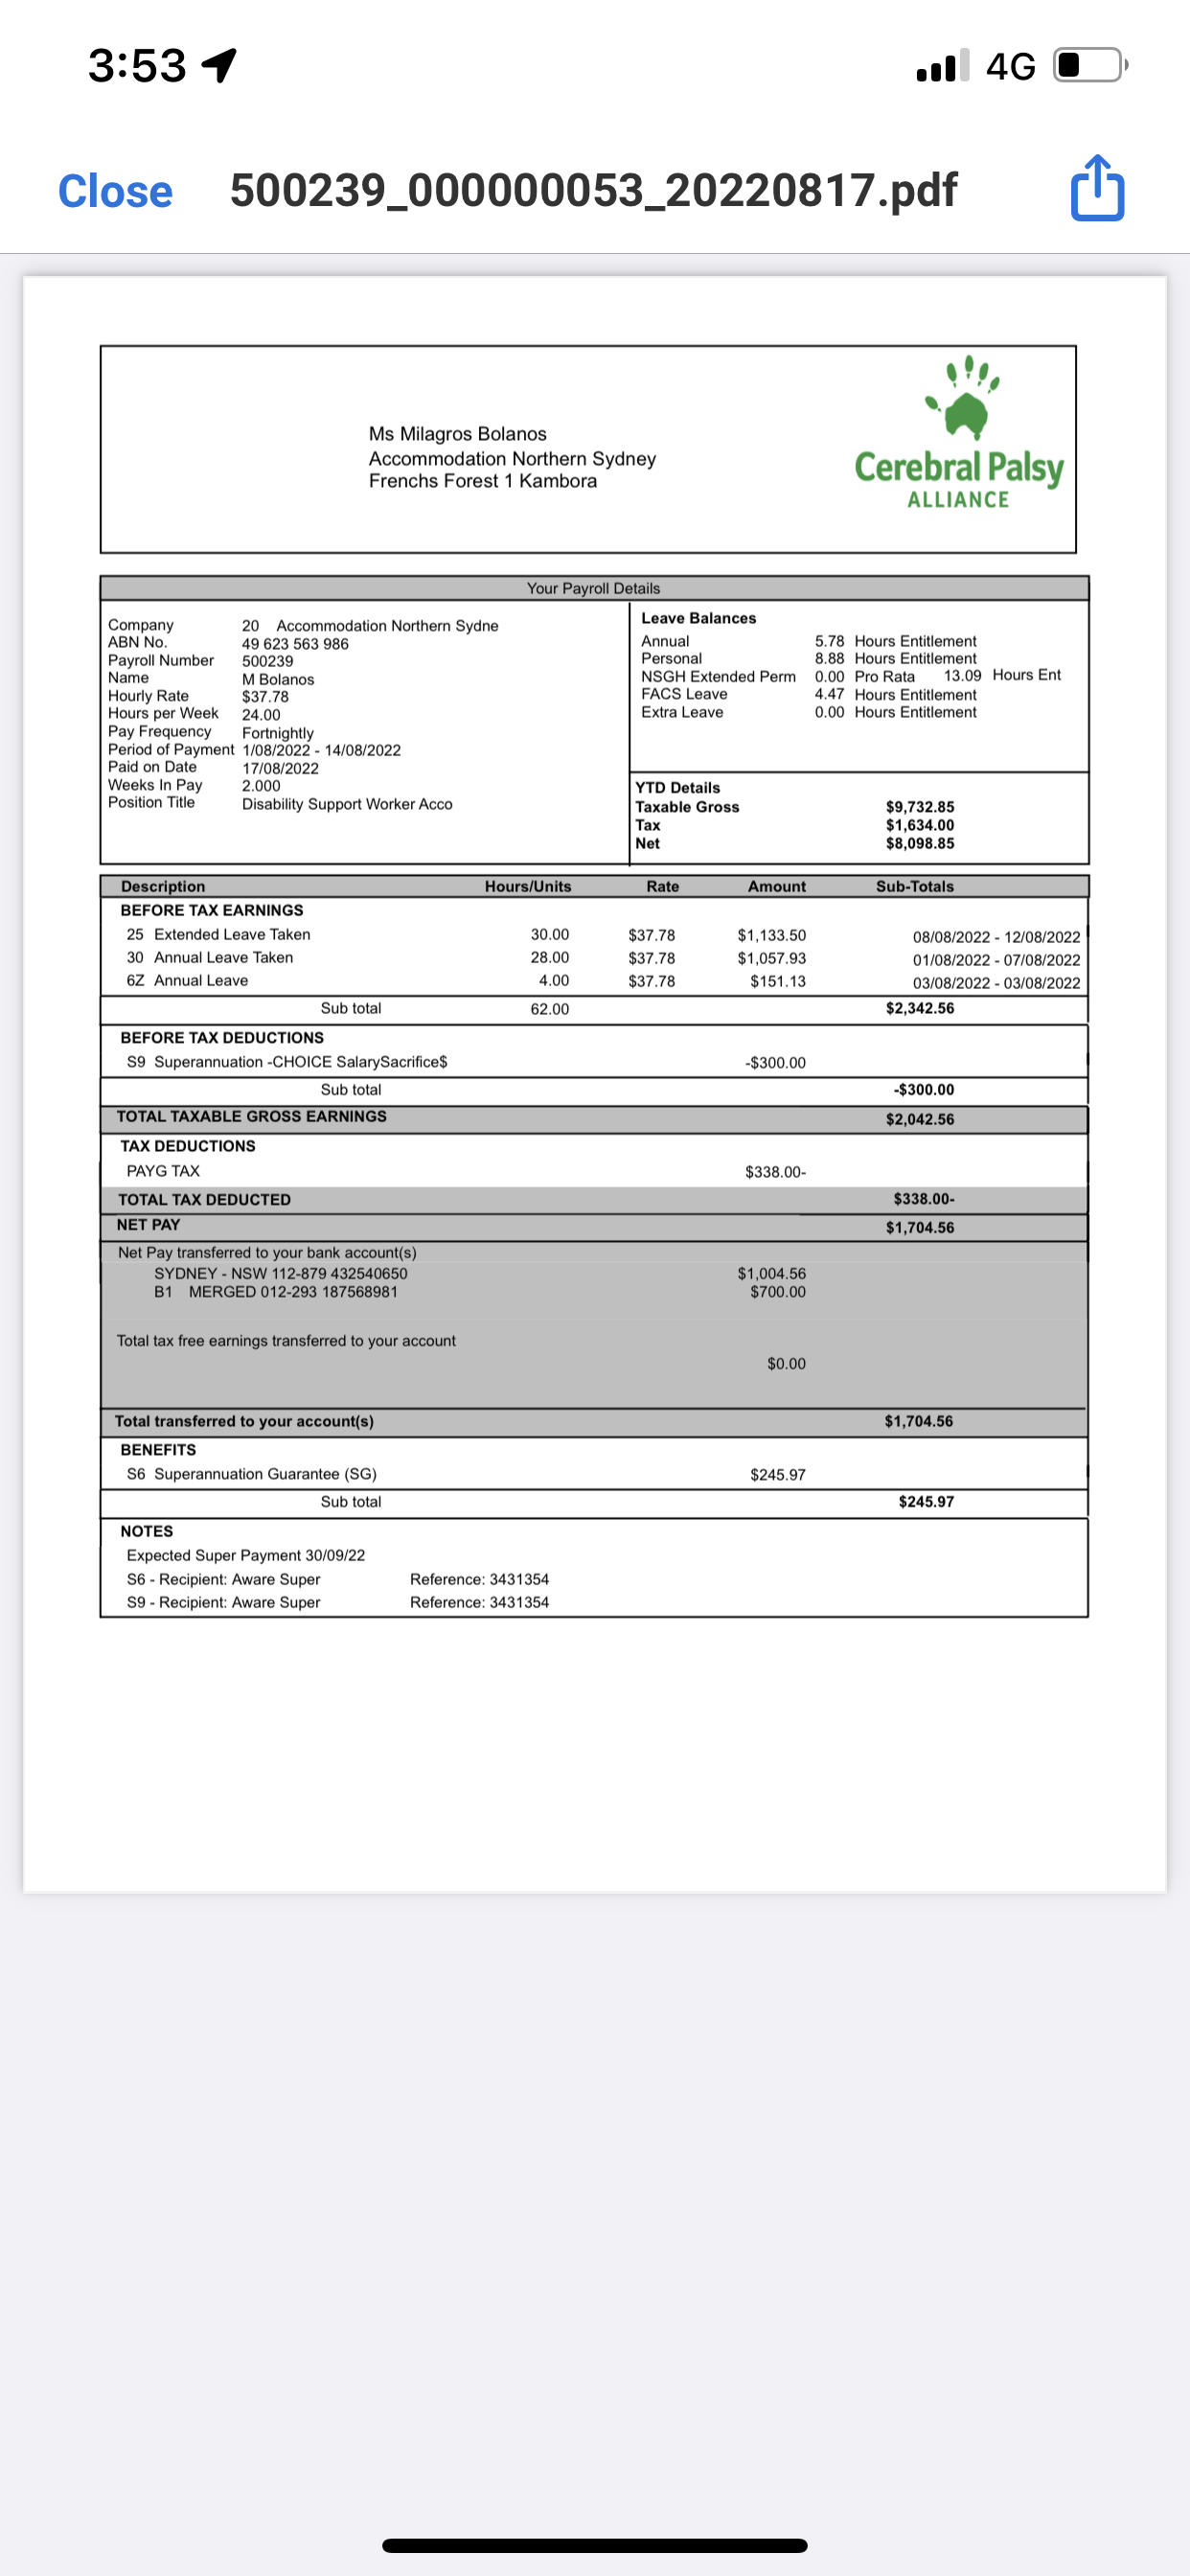 3:53
4G
Close 500239_000000053_20220817.pdf
Ms Milagros Bolanos
Accommodation Northern Sydney
Frenchs Forest 1 Kambora
Cerebral Palsy
ALLIANCE
Your Payroll Details
Company 20 Accommodation Northern Sydne
ABN No. 49 623 563 986
Payroll Number 500239
Name M Bolanos
Hourly Rate $37.78
Hours per Week 24.00
Pay Frequency Fortnightly
Period of Payment 1/08/2022 - 14/08/2022
Paid on Date 17/08/2022
Weeks In Pay 2.000
Position Title Disability Support Worker Acco
Leave Balances
Annual 5.78 Hours Entitlement
Personal 8.88 Hours Entitlement
NSGH Extended Perm 0.00 Pro Rata 13.09 Hours Ent
FACS Leave 4.47 Hours Entitlement
Extra Leave 0.00 Hours Entitlement
YTD Details
Taxable Gross $9,732.85
Tax $1,634.00
Net $8,098.85
Description Hours/Units Rate Amount Sub-Totals
BEFORE TAX EARNINGS
25 Extended Leave Taken 30.00 $37.78 $1,133.50 08/08/2022 - 12/08/2022
30 Annual Leave Taken 28.00 $37.78 $1,057.93 01/08/2022 - 07/08/2022
6Z Annual Leave 4.00 $37.78 $151.13 03/08/2022 - 03/08/2022
Sub total 62.00 $2,342.56
BEFORE TAX DEDUCTIONS
S9 Superannuation -CHOICE SalarySacrifice$ -$300.00
Sub total -$300.00
TOTAL TAXABLE GROSS EARNINGS $2,042.56
TAX DEDUCTIONS
PAYG TAX $338.00-
TOTAL TAX DEDUCTED $338.00-
NET PAY $1,704.56
Net Pay transferred to your bank account(s)
SYDNEY - NSW 112-879 432540650 $1,004.56
B1 MERGED 012-293 187568981 $700.00
Total tax free earnings transferred to your account
$0.00
Total transferred to your account(s) $1,704.56
BENEFITS
S6 Superannuation Guarantee (SG) $245.97
Sub total $245.97
NOTES
Expected Super Payment 30/09/22
S6 - Recipient: Aware Super Reference: 3431354
S9 - Recipient: Aware Super Reference: 3431354